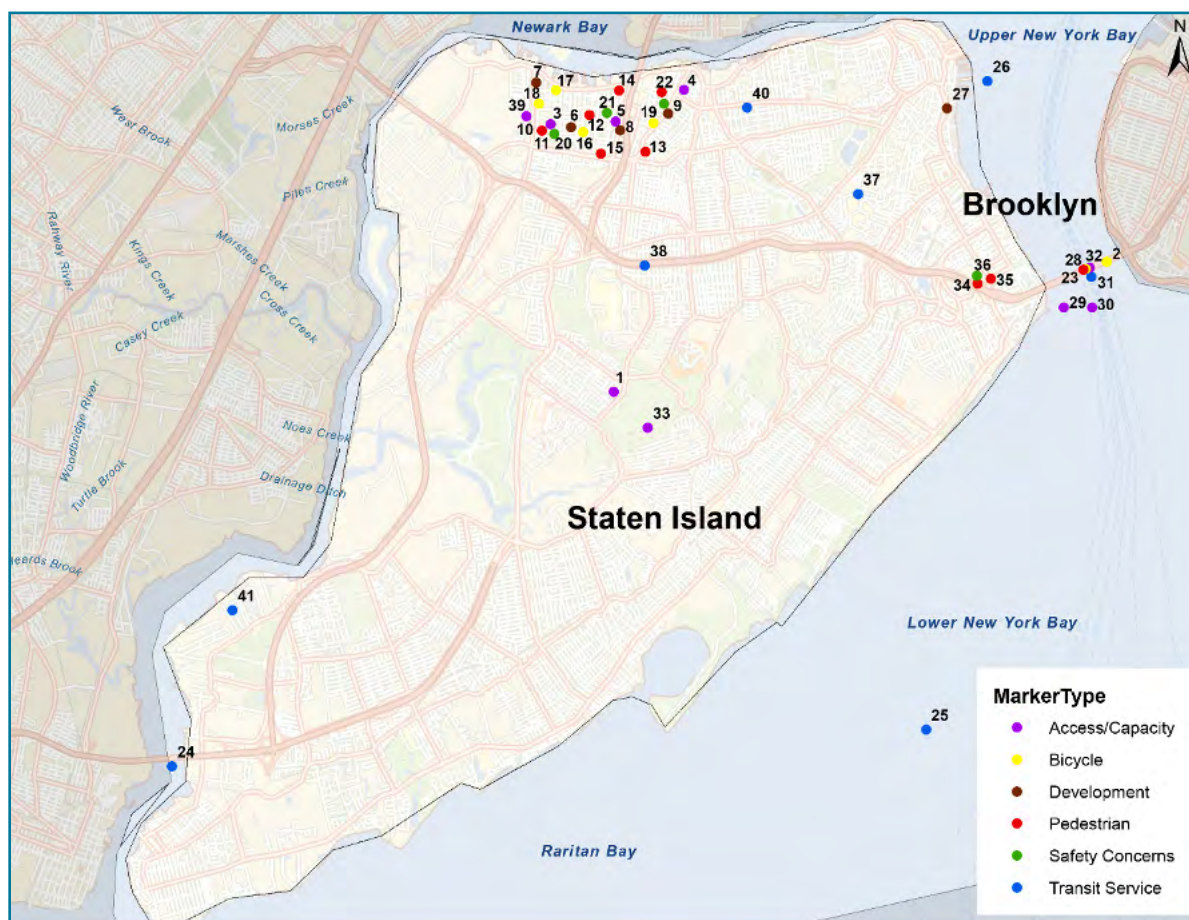 Newark Bay
Upper New York Bay
N
26
7
17
14
22
4
40
27
18
21
9
39
3
6
5
19
10
12
8
11
20
16
15
13
West Brook
Morses Creek
Piles Creek
37
Brooklyn
Rahway River
Kings Creek
Marshes Creek
Cross Creek
Casey Creek
38
36
34
35
28
32
2
23
31
29
30
1
33
Woodbridge River
Noes Creek
Turtle Brook
Drainage Ditch
Staten Island
Heards Brook
41
Lower New York Bay
25
24
Raritan Bay
MarkerType
Access/Capacity
Bicycle
Development
Pedestrian
Safety Concerns
Transit Service